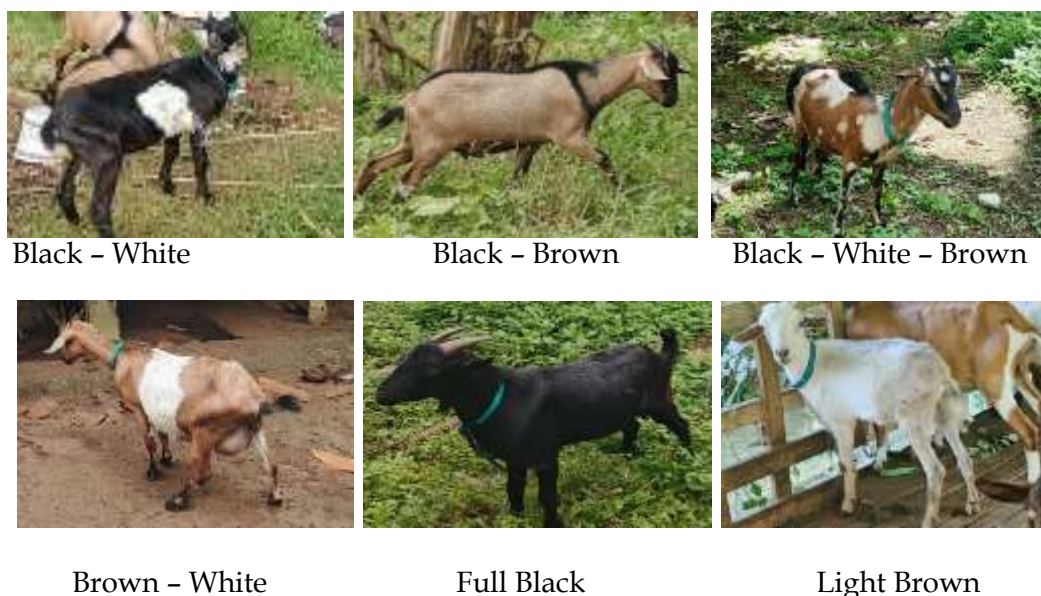 Black – White
Black – Brown
Black – White – Brown
Brown – White
Full Black
Light Brown